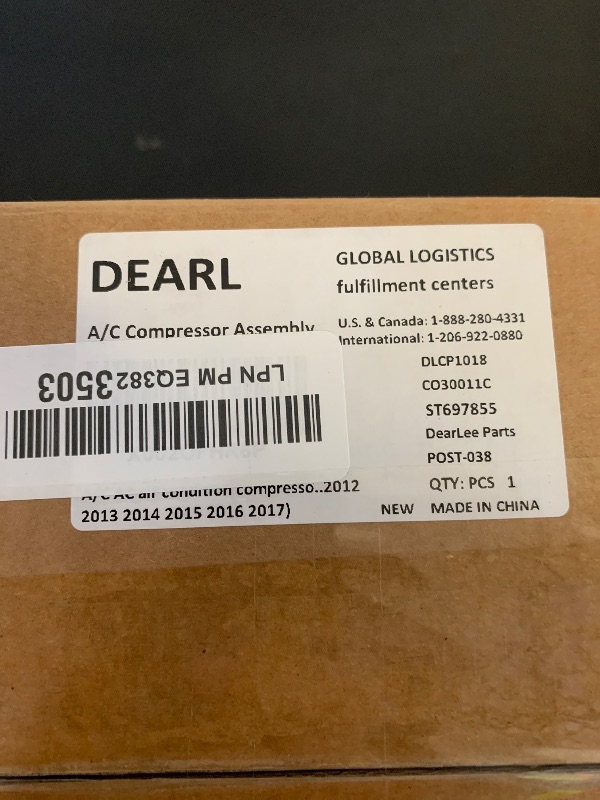 DEARL
GLOBAL LOGISTICS
fulfillment centers
A/C Compressor Assembly
U.S. & Canada: 1-888-280-4331
International: 1-206-922-0880
DLCP1018
CO30011C
ST697855
DearLee Parts
POST-038
QTY: PCS 1
LPN PM EQ3823503
A/C AC air condition compresso..2012
2013 2014 2015 2016 2017)
NEW MADE IN CHINA